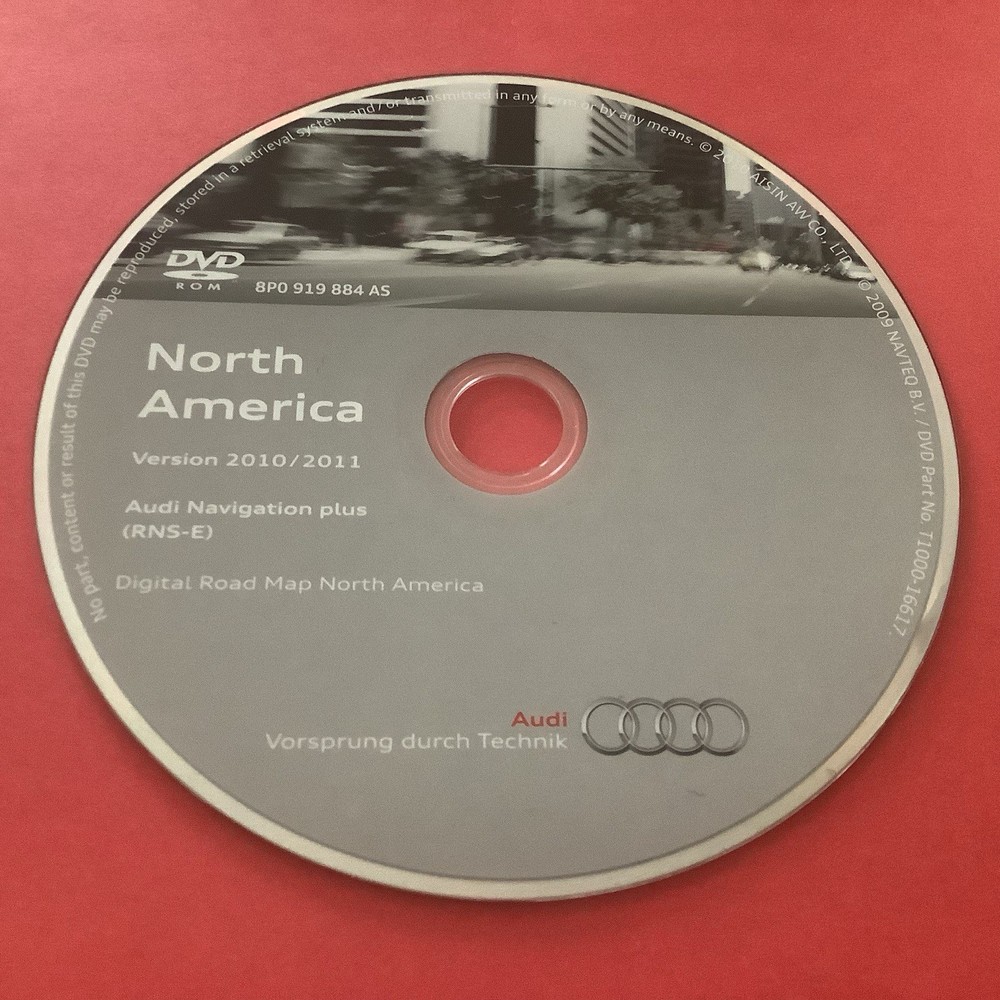 No part, content or result of this DVD may be reproduced, stored in a retrieval system and / or transmitted in any form or by any means. © AISIN AW CO., LTD. © 2009 NAVTEQ B.V. / DVD Part No. T1000-16617.
DVD
ROM
8P0 919 884 AS
North
America
Version 2010/2011
Audi Navigation plus
(RNS-E)
Digital Road Map North America
Audi
Vorsprung durch Technik